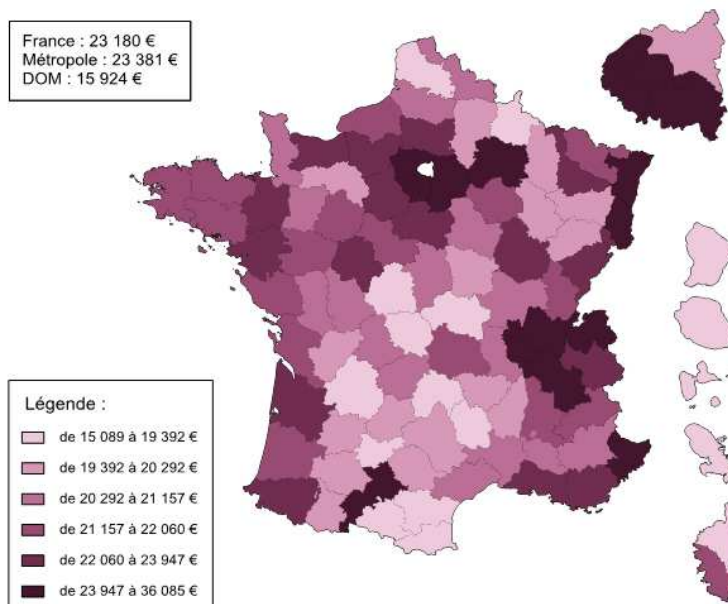 France : 23 180 €
Métropole : 23 381 €
DOM : 15 924 €
Légende :
de 15 089 à 19 392 €
de 19 392 à 20 292 €
de 20 292 à 21 157 €
de 21 157 à 22 060 €
de 22 060 à 23 947 €
de 23 947 à 36 085 €